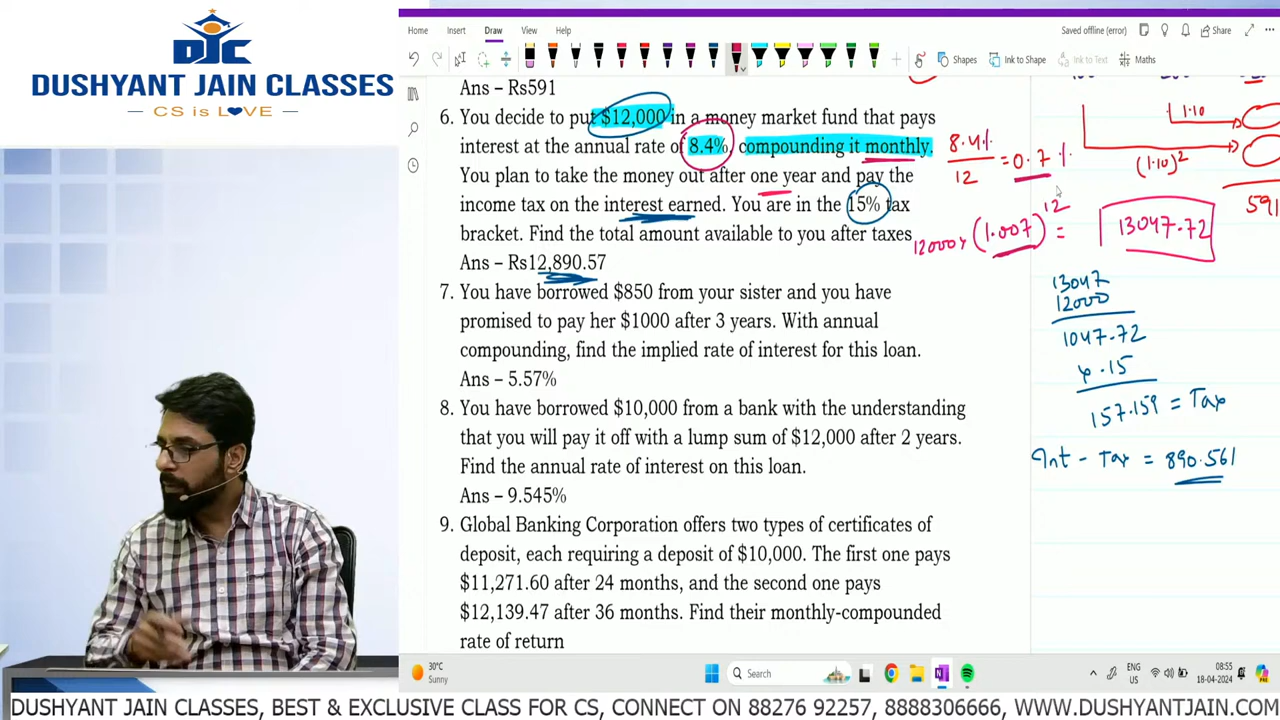 DJC
DUSHYANT JAIN CLASSES
— CS is L♥VE —
Home Insert Draw View Help
Saved offline (error)
Share
Shapes
Ink to Shape
Ink to Text
Maths
Ans – Rs591
6. You decide to put $12,000 in a money market fund that pays
interest at the annual rate of 8.4%, compounding it monthly.
You plan to take the money out after one year and pay the
income tax on the interest earned. You are in the 15% tax
bracket. Find the total amount available to you after taxes
Ans – Rs12,890.57
7. You have borrowed $850 from your sister and you have
promised to pay her $1000 after 3 years. With annual
compounding, find the implied rate of interest for this loan.
Ans – 5.57%
8. You have borrowed $10,000 from a bank with the understanding
that you will pay it off with a lump sum of $12,000 after 2 years.
Find the annual rate of interest on this loan.
Ans – 9.545%
9. Global Banking Corporation offers two types of certificates of
deposit, each requiring a deposit of $10,000. The first one pays
$11,271.60 after 24 months, and the second one pays
$12,139.47 after 36 months. Find their monthly-compounded
rate of return
1.10
(1.10)²
591
8.4% / 12 = 0.7%
12000 x (1.007)¹² = 13047.72
13047
12000
1047.72
x .15
157.159 = Tax
Int - Tax = 890.561
30°C
Sunny
Search
ENG
US
08:55
18-04-2024
DUSHYANT JAIN CLASSES, BEST & EXCLUSIVE FOR CS, CONNECT ON 88276 92257, 8888306666, WWW.DUSHYANTJAIN.COM